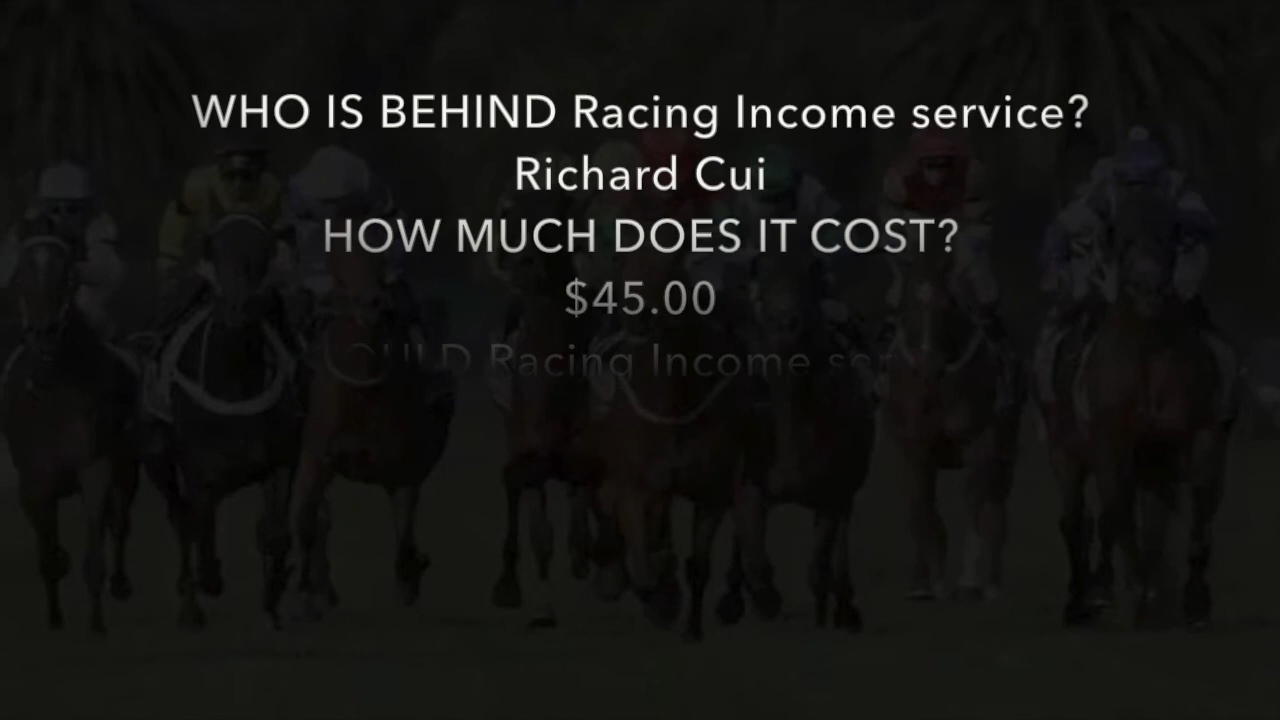 WHO IS BEHIND Racing Income service?
Richard Cui
HOW MUCH DOES IT COST?
$45.00
Racing Income